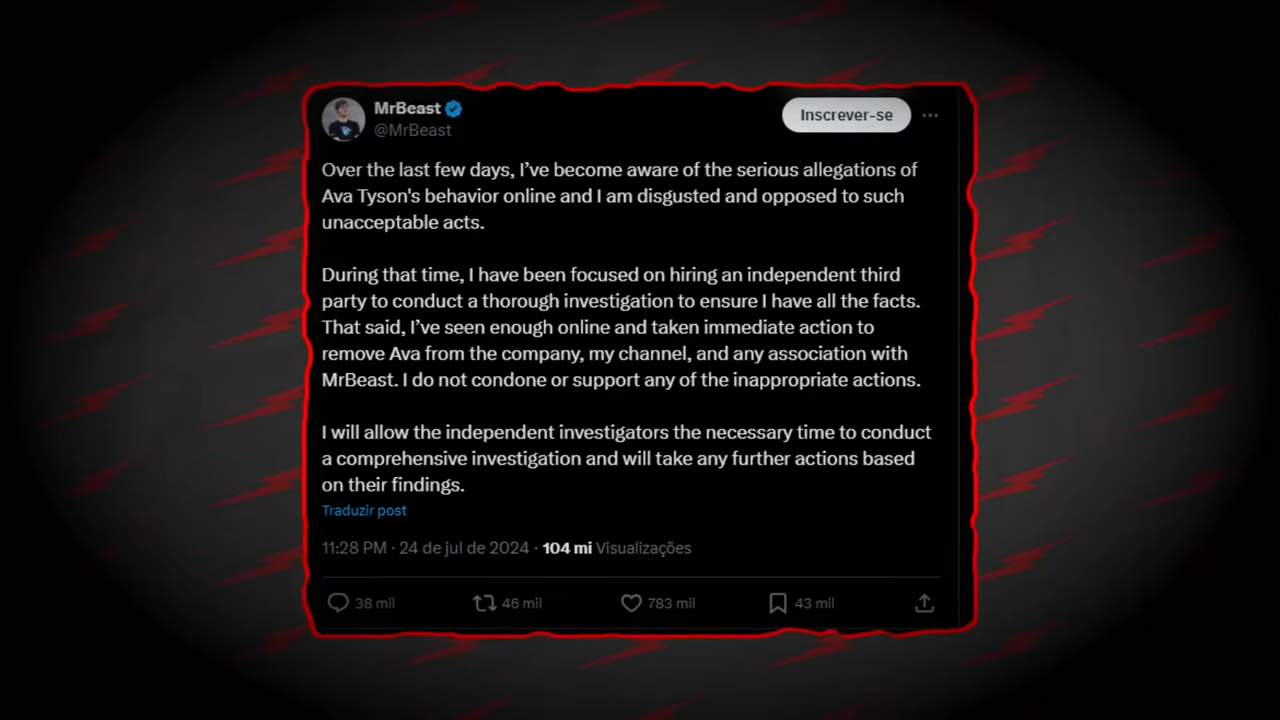 MrBeast
Inscrever-se
@MrBeast
Over the last few days, I’ve become aware of the serious allegations of
Ava Tyson's behavior online and I am disgusted and opposed to such
unacceptable acts.
During that time, I have been focused on hiring an independent third
party to conduct a thorough investigation to ensure I have all the facts.
That said, I’ve seen enough online and taken immediate action to
remove Ava from the company, my channel, and any association with
MrBeast. I do not condone or support any of the inappropriate actions.
I will allow the independent investigators the necessary time to conduct
a comprehensive investigation and will take any further actions based
on their findings.
Traduzir post
11:28 PM · 24 de jul de 2024 · 104 mi Visualizações
38 mil 46 mil 783 mil 43 mil